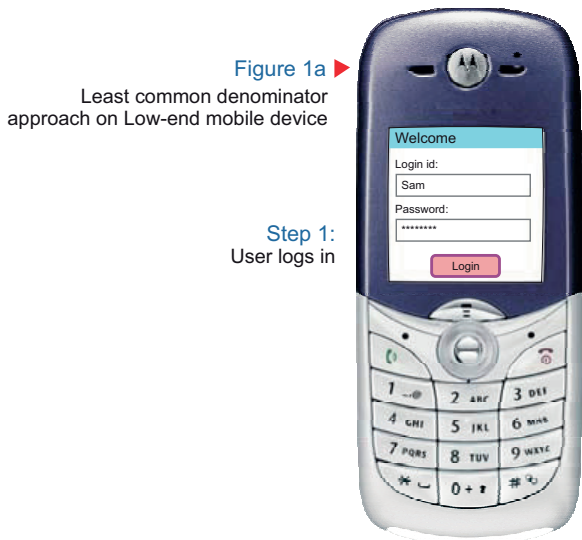 Figure 1a
Least common denominator
approach on Low-end mobile device
Welcome
Login id:
Sam
Password:
********
Login
Step 1:
User logs in
1 ..@
2 ABC
3 DEF
4 GHI
5 JKL
6 MNO
7 PQRS
8 TUV
9 WXYZ
*
0 +
#